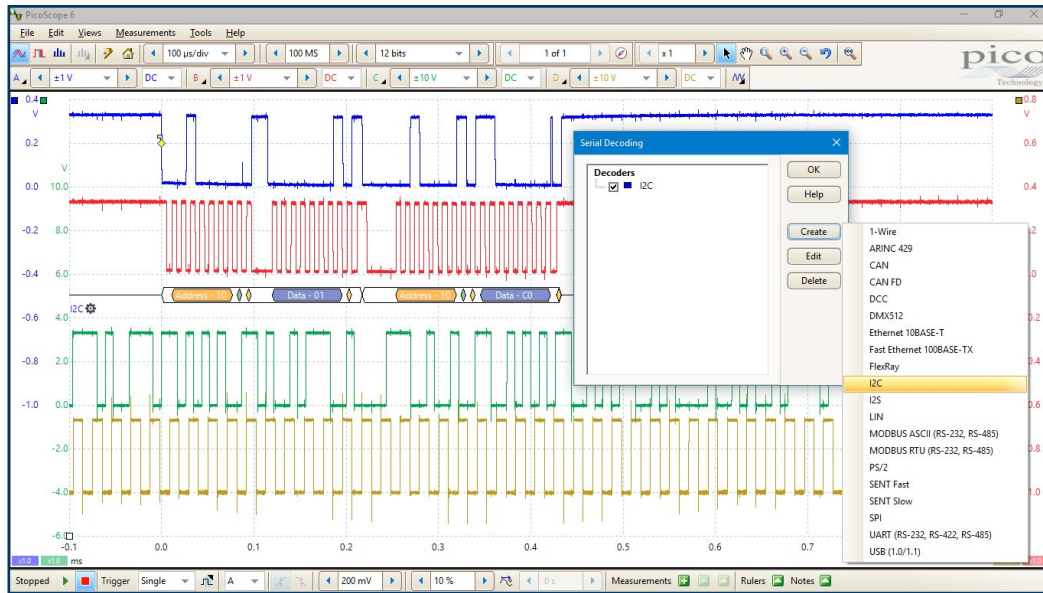 PicoScope 6
File Edit Views Measurements Tools Help
100 µs/div 100 MS 12 bits 1 of 1 x 1
pico
Technology
A ±1 V DC B ±1 V DC C ±10 V DC D ±10 V DC
0.4 0.8
V V
0.2 0.6
V
0.0 10.0 0.4
-0.2 8.0
-0.4 6.0
Address - 10 Data - 01 Address - 10 Data - C0
I2C
-0.6 4.0
-0.8 2.0
-1.0 0.0
-2.0
-4.0
-6.0
-0.1 0.0 0.1 0.2 0.3 0.4 0.5 0.6 0.7
x1.0 x1.0 ms
Serial Decoding
Decoders
I2C
OK
Help
Create
Edit
Delete
1-Wire
ARINC 429
CAN
CAN FD
DCC
DMX512
Ethernet 10BASE-T
Fast Ethernet 100BASE-TX
FlexRay
I2C
I2S
LIN
MODBUS ASCII (RS-232, RS-485)
MODBUS RTU (RS-232, RS-485)
PS/2
SENT Fast
SENT Slow
SPI
UART (RS-232, RS-422, RS-485)
USB (1.0/1.1)
Stopped Trigger Single A 200 mV 10 % 0 s Measurements Rulers Notes